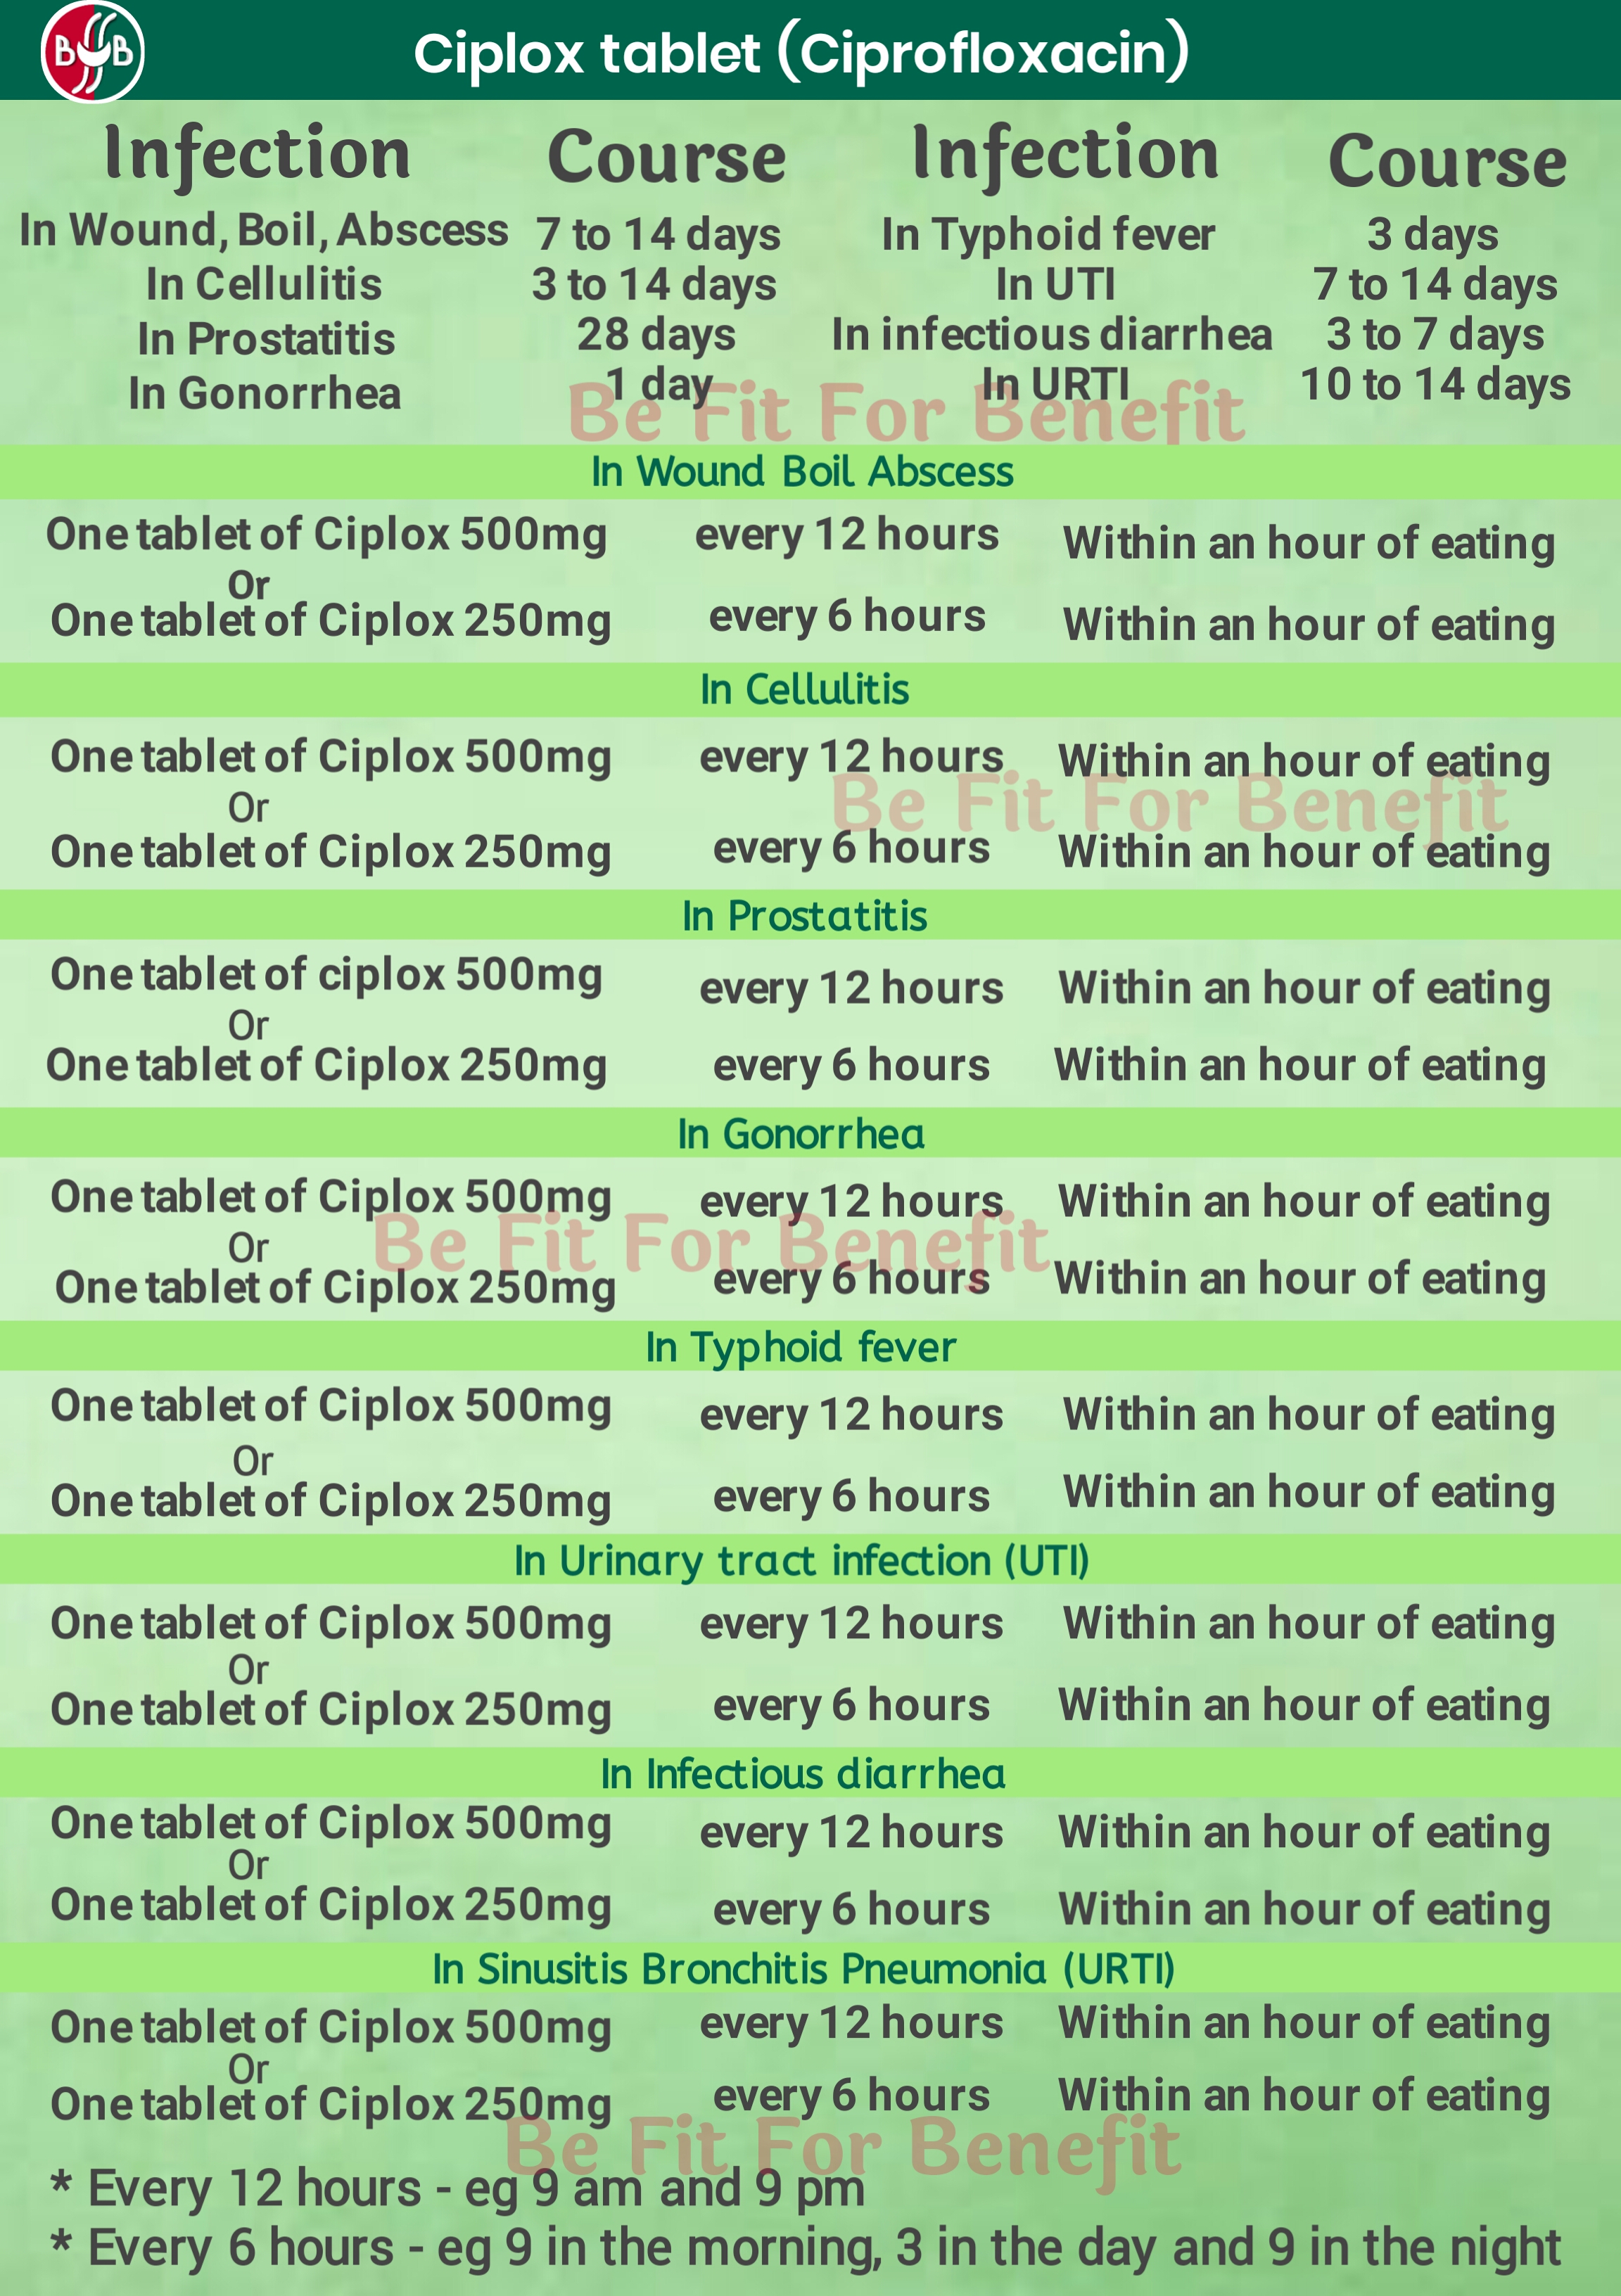 B B
Ciplox tablet (Ciprofloxacin)
Infection Course Infection Course
In Wound, Boil, Abscess 7 to 14 days In Typhoid fever 3 days
In Cellulitis 3 to 14 days In UTI 7 to 14 days
In Prostatitis 28 days In infectious diarrhea 3 to 7 days
In Gonorrhea 1 day In URTI 10 to 14 days
Be Fit For Benefit
In Wound Boil Abscess
One tablet of Ciplox 500mg every 12 hours Within an hour of eating
Or
One tablet of Ciplox 250mg every 6 hours Within an hour of eating
In Cellulitis
One tablet of Ciplox 500mg every 12 hours Within an hour of eating
Be Fit For Benefit
Or
One tablet of Ciplox 250mg every 6 hours Within an hour of eating
In Prostatitis
One tablet of ciplox 500mg every 12 hours Within an hour of eating
Or
One tablet of Ciplox 250mg every 6 hours Within an hour of eating
In Gonorrhea
One tablet of Ciplox 500mg every 12 hours Within an hour of eating
Be Fit For Benefit
Or
One tablet of Ciplox 250mg every 6 hours Within an hour of eating
In Typhoid fever
One tablet of Ciplox 500mg every 12 hours Within an hour of eating
Or
One tablet of Ciplox 250mg every 6 hours Within an hour of eating
In Urinary tract infection (UTI)
One tablet of Ciplox 500mg every 12 hours Within an hour of eating
Or
One tablet of Ciplox 250mg every 6 hours Within an hour of eating
In Infectious diarrhea
One tablet of Ciplox 500mg every 12 hours Within an hour of eating
Or
One tablet of Ciplox 250mg every 6 hours Within an hour of eating
In Sinusitis Bronchitis Pneumonia (URTI)
One tablet of Ciplox 500mg every 12 hours Within an hour of eating
Or
One tablet of Ciplox 250mg every 6 hours Within an hour of eating
Be Fit For Benefit
* Every 12 hours - eg 9 am and 9 pm
* Every 6 hours - eg 9 in the morning, 3 in the day and 9 in the night